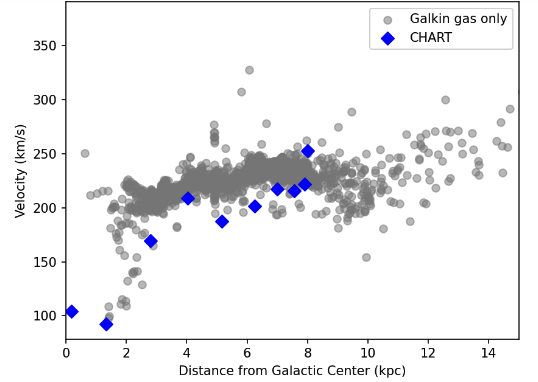 Galkin gas only
CHART
350
300
250
200
150
100
Velocity (km/s)
0 2 4 6 8 10 12 14
Distance from Galactic Center (kpc)